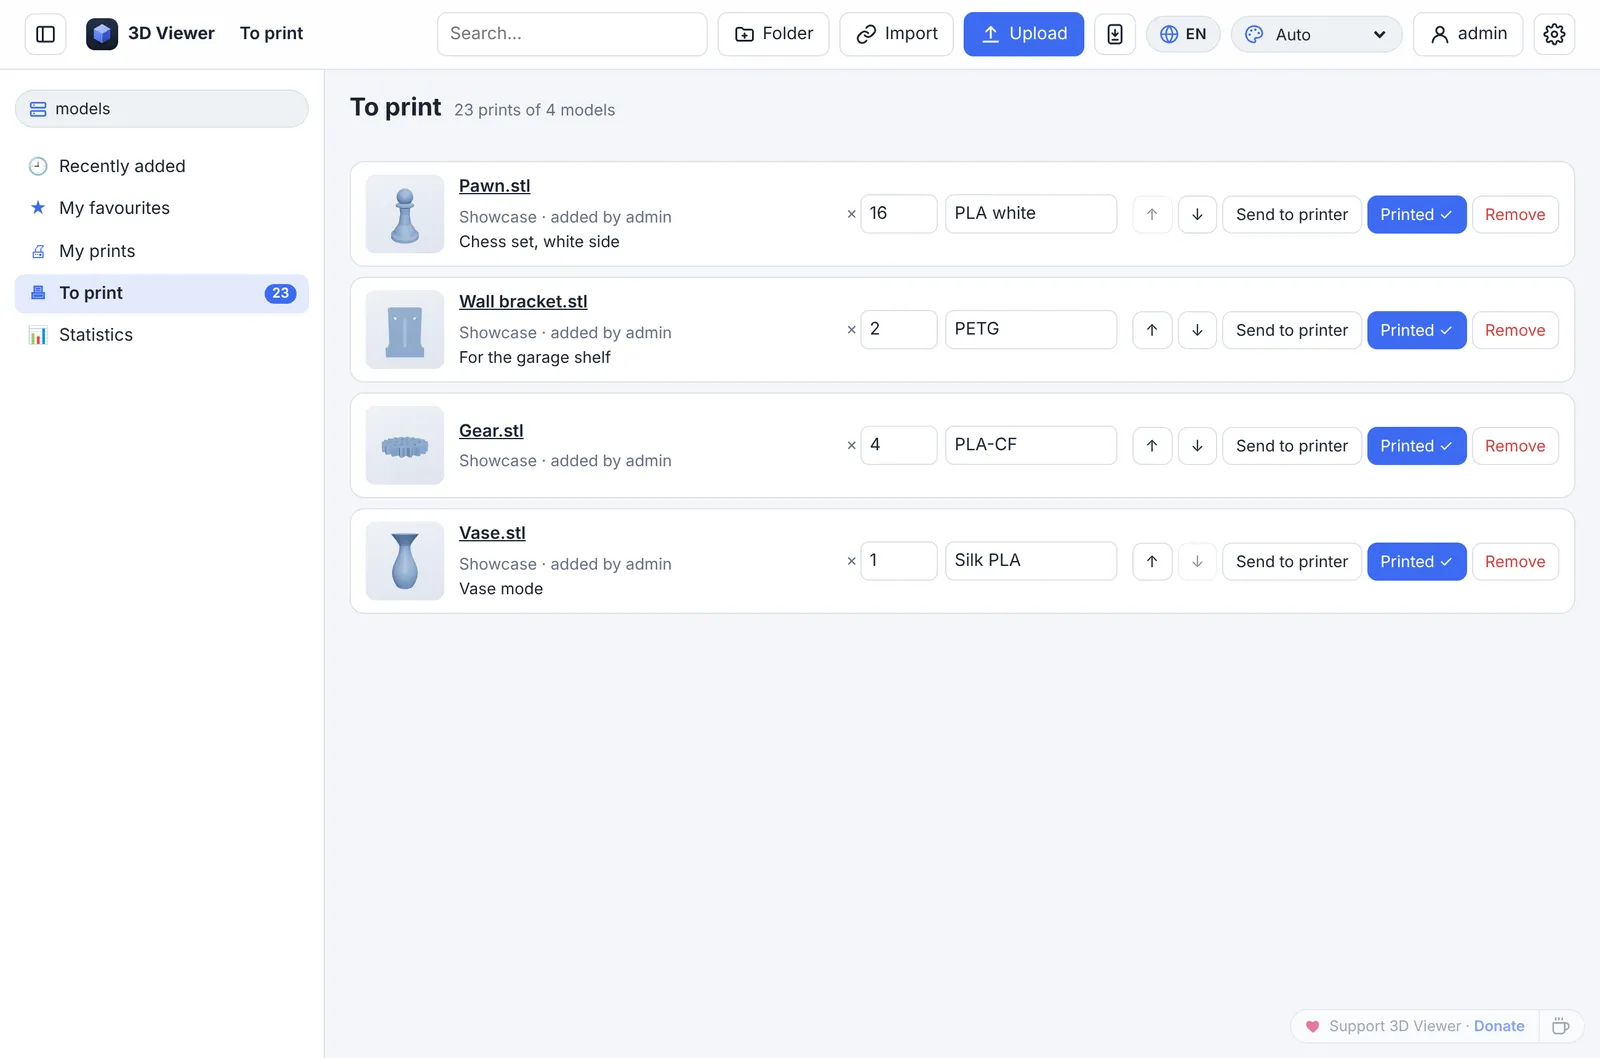 3D Viewer
To print
Search...
Folder
Import
Upload
EN
Auto
admin
models
Recently added
My favourites
My prints
To print
23
Statistics
To print
23 prints of 4 models
Pawn.stl
Showcase · added by admin
Chess set, white side
× 16
PLA white
↑
↓
Send to printer
Printed ✓
Remove
Wall bracket.stl
Showcase · added by admin
For the garage shelf
× 2
PETG
↑
↓
Send to printer
Printed ✓
Remove
Gear.stl
Showcase · added by admin
× 4
PLA-CF
↑
↓
Send to printer
Printed ✓
Remove
Vase.stl
Showcase · added by admin
Vase mode
× 1
Silk PLA
↑
↓
Send to printer
Printed ✓
Remove
Support 3D Viewer · Donate